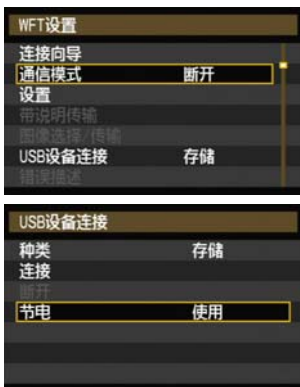 WFT设置
连接向导
通信模式 断开
设置
带说明传输
图像选择/传输
USB设备连接 存储
错误描述
USB设备连接
种类 存储
连接
断开
节电 使用